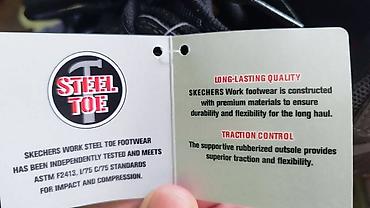 STEEL
TOE
SKECHERS WORK STEEL TOE FOOTWEAR
HAS BEEN INDEPENDENTLY TESTED AND MEETS
ASTM F2413, I/75 C/75 STANDARDS
FOR IMPACT AND COMPRESSION.
LONG-LASTING QUALITY
SKECHERS Work footwear is constructed
with premium materials to ensure
durability and flexibility for the long haul.
TRACTION CONTROL
The supportive rubberized outsole provides
superior traction and flexibility.